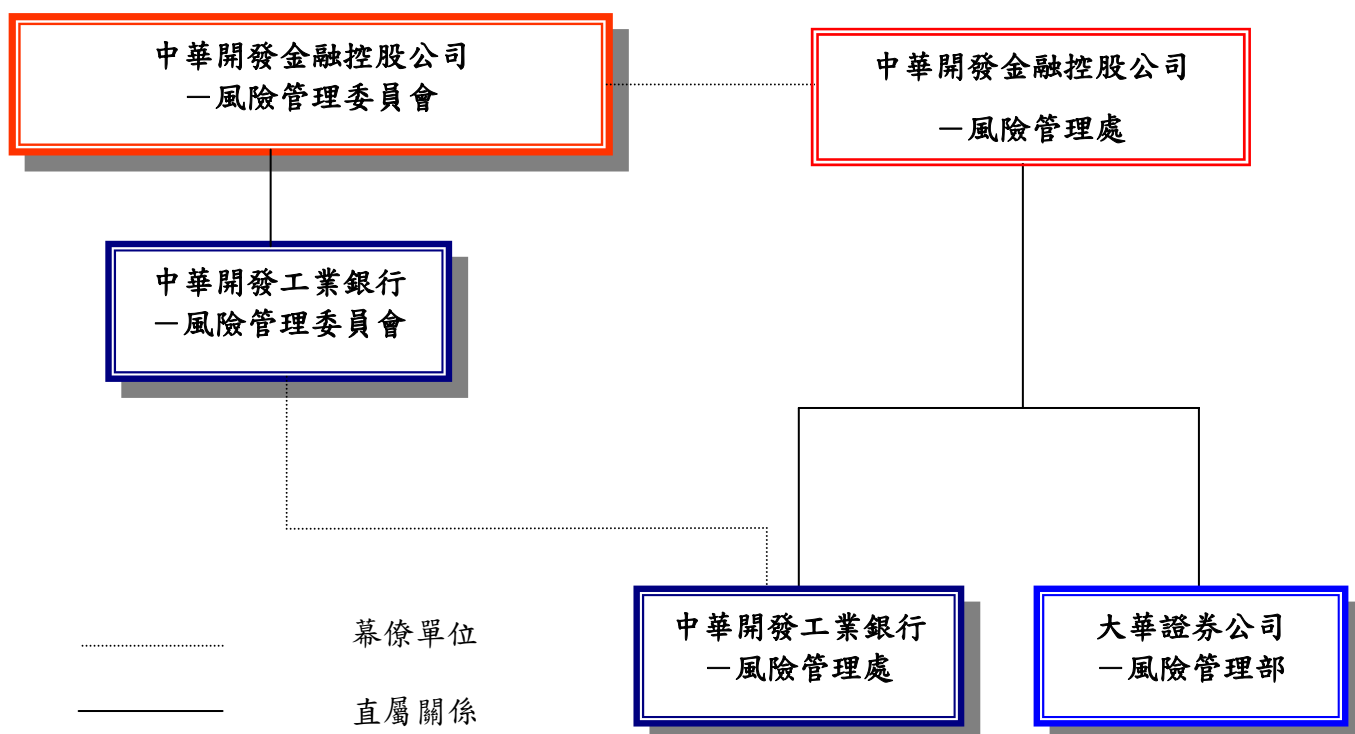 中華開發金融控股公司
－風險管理委員會
中華開發金融控股公司
－風險管理處
中華開發工業銀行
－風險管理委員會
中華開發工業銀行
－風險管理處
大華證券公司
－風險管理部
幕僚單位
直屬關係